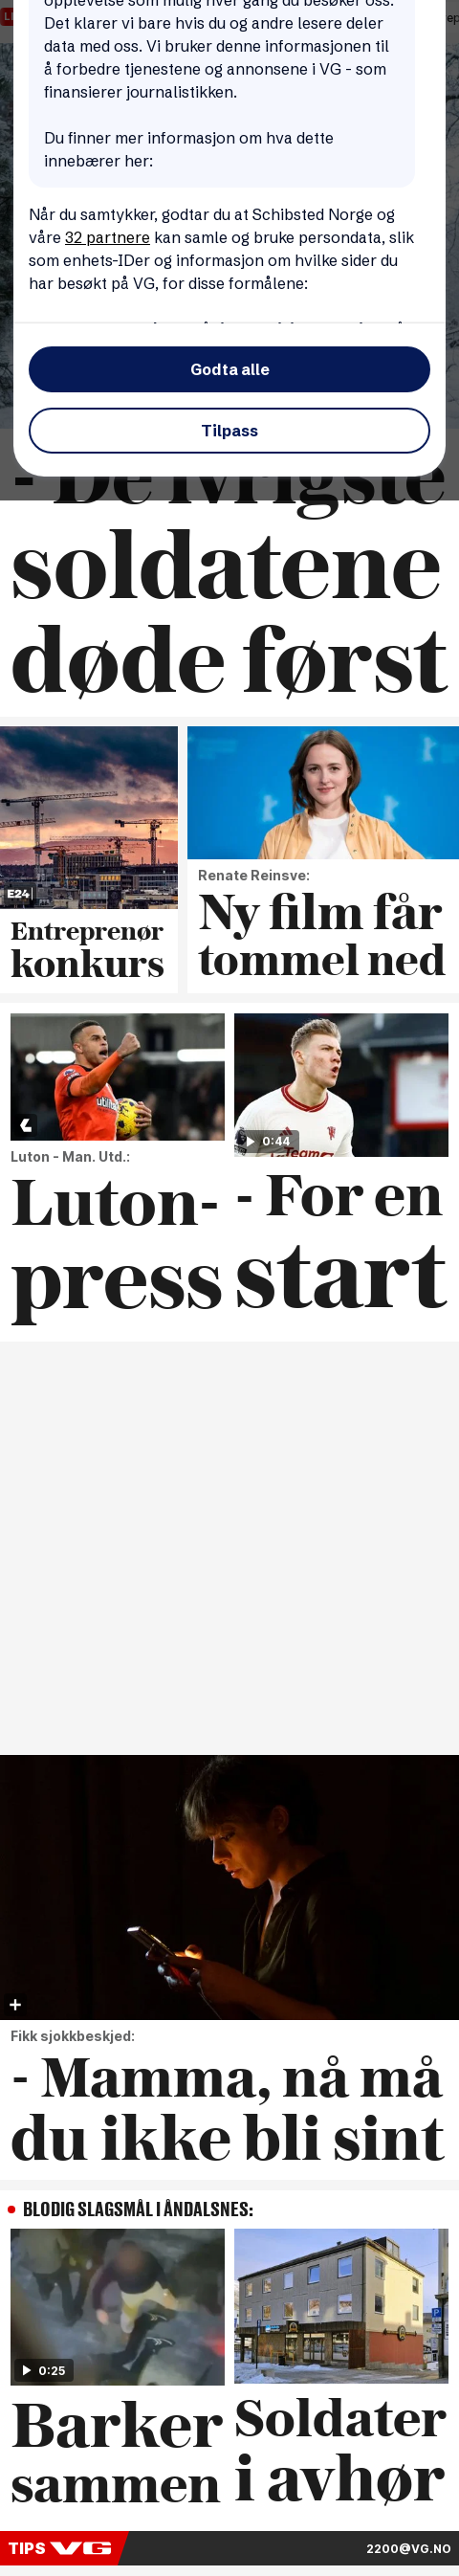 Det klarer vi bare hvis du og andre lesere deler
data med oss. Vi bruker denne informasjonen til
å forbedre tjenestene og annonsene i VG - som
finansierer journalistikken.
Du finner mer informasjon om hva dette
innebærer her:
Når du samtykker, godtar du at Schibsted Norge og
våre 32 partnere kan samle og bruke persondata, slik
som enhets-IDer og informasjon om hvilke sider du
har besøkt på VG, for disse formålene:
Godta alle
Tilpass
- De ivrigste
soldatene
døde først
E24
Entreprenør
konkurs
Renate Reinsve:
Ny film får
tommel ned
Luton - Man. Utd.:
Luton-
press
0:44
- For en
start
Fikk sjokkbeskjed:
- Mamma, nå må
du ikke bli sint
BLODIG SLAGSMÅL I ÅNDALSNES:
0:25
Barker
sammen
Soldater
i avhør
TIPS VG
2200@VG.NO